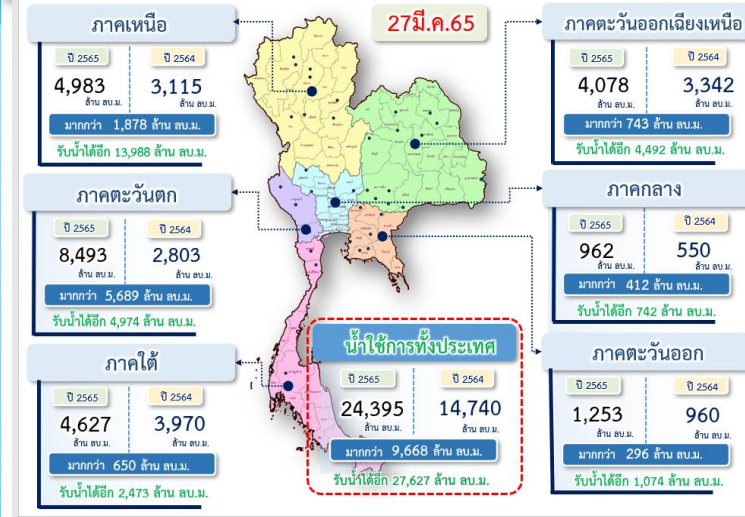 27มี.ค.65
ภาคเหนือ
ปี 2565 ปี 2564
4,983 3,115
ล้าน ลบ.ม. ล้าน ลบ.ม.
มากกว่า 1,878 ล้าน ลบ.ม.
รับน้ำได้อีก 13,988 ลบ.ม.
ภาคตะวันออกเฉียงเหนือ
ปี 2565 ปี 2564
4,078 3,342
ล้าน ลบ.ม. ล้าน ลบ.ม.
มากกว่า 743 ล้าน ลบ.ม.
รับน้ำได้อีก 4,492 ล้าน ลบ.ม.
ภาคตะวันตก
ปี 2565 ปี 2564
8,493 2,803
ล้าน ลบ.ม. ล้าน ลบ.ม.
มากกว่า 5,689 ล้าน ลบ.ม.
รับน้ำได้อีก 4,974 ล้าน ลบ.ม.
ภาคกลาง
ปี 2565 ปี 2564
962 550
ล้าน ลบ.ม. ล้าน ลบ.ม.
มากกว่า 412 ล้าน ลบ.ม.
รับน้ำได้อีก 742 ล้าน ลบ.ม.
ภาคใต้
ปี 2565 ปี 2564
4,627 3,970
ล้าน ลบ.ม. ล้าน ลบ.ม.
มากกว่า 650 ล้าน ลบ.ม.
รับน้ำได้อีก 2,473 ล้าน ลบ.ม.
น้ำใช้การทั้งประเทศ
ปี 2565 ปี 2564
24,395 14,740
ล้าน ลบ.ม. ล้าน ลบ.ม.
มากกว่า 9,668 ล้าน ลบ.ม.
รับน้ำได้อีก 27,627 ล้าน ลบ.ม.
ภาคตะวันออก
ปี 2565 ปี 2564
1,253 960
ล้าน ลบ.ม. ล้าน ลบ.ม.
มากกว่า 296 ล้าน ลบ.ม.
รับน้ำได้อีก 1,074 ล้าน ลบ.ม.